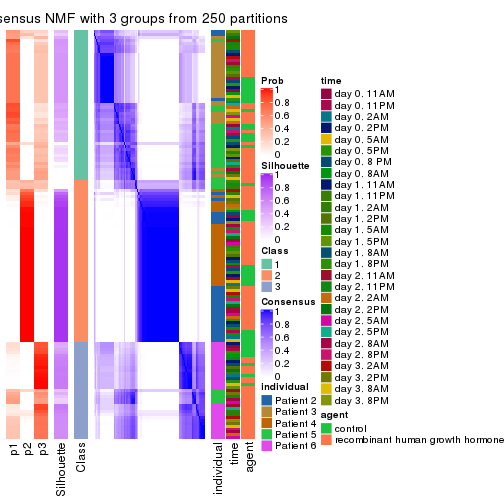 sensus NMF with 3 groups from 250 partitions
Prob
1
0.8
0.6
0.4
0.2
0
Silhouette
1
0.8
0.6
0.4
0.2
0
Class
1
2
3
Consensus
1
0.8
0.6
0.4
0.2
0
individual
Patient 2
Patient 3
Patient 4
Patient 5
Patient 6
time
day 0. 11AM
day 0. 11PM
day 0. 2AM
day 0. 2PM
day 0. 5AM
day 0. 5PM
day 0. 8 PM
day 0. 8AM
day 1. 11AM
day 1. 11PM
day 1. 2AM
day 1. 2PM
day 1. 5AM
day 1. 5PM
day 1. 8AM
day 1. 8PM
day 2. 11AM
day 2. 11PM
day 2. 2AM
day 2. 2PM
day 2. 5AM
day 2. 5PM
day 2. 8AM
day 2. 8PM
day 3. 2AM
day 3. 2PM
day 3. 8AM
day 3. 8PM
agent
control
recombinant human growth hormone
p1
p2
p3
Silhouette
Class
individual
time
agent